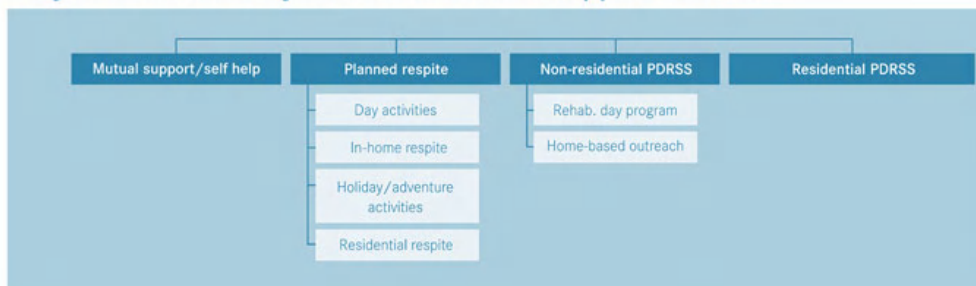 Mutual support/self help
Planned respite
Non-residential PDRSS
Residential PDRSS
Day activities
In-home respite
Holiday/adventure
activities
Residential respite
Rehab. day program
Home-based outreach